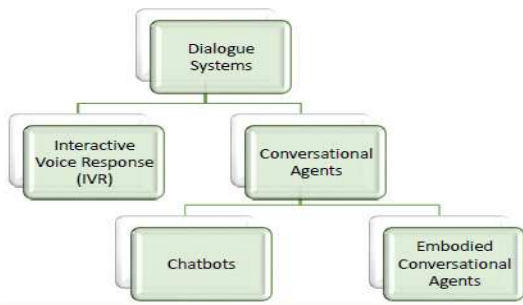 Dialogue
Systems
Interactive
Voice Response
(IVR)
Conversational
Agents
Chatbots
Embodied
Conversational
Agents